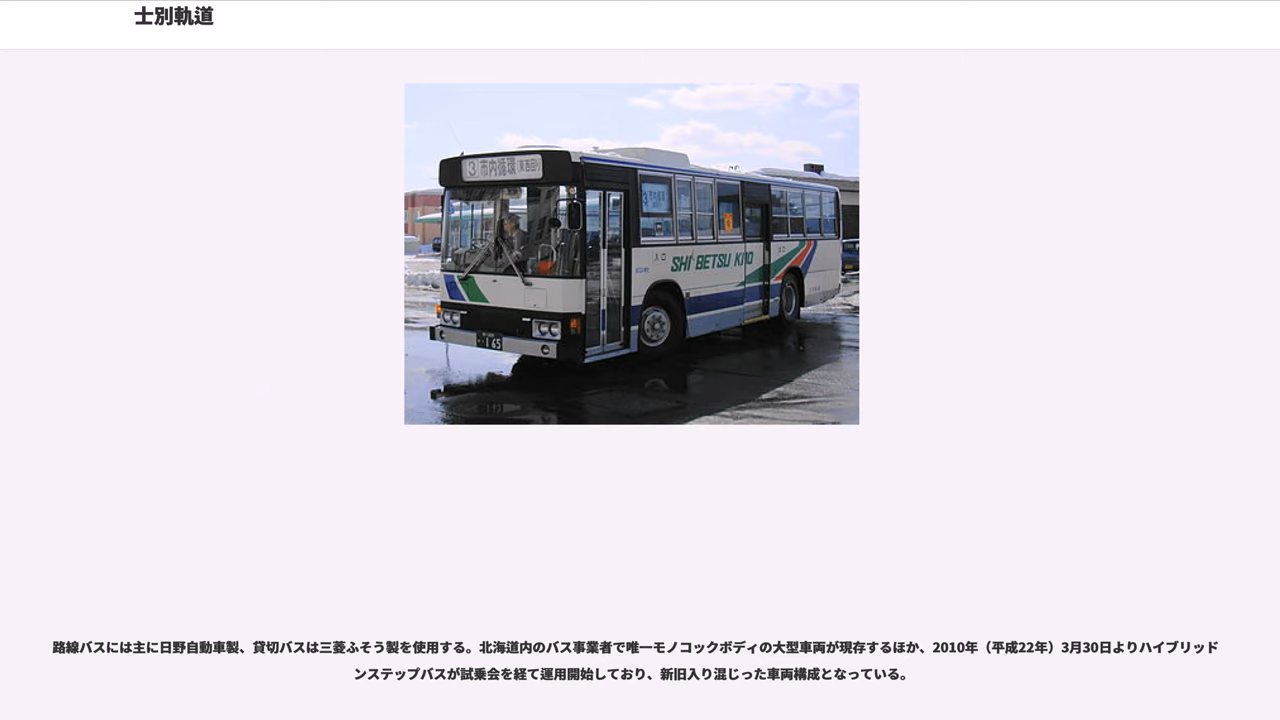 士別軌道
3 市内循環
SHIBETSU KIDO
165
路線バスには主に日野自動車製、貸切バスは三菱ふそう製を使用する。北海道内のバス事業者で唯一モノコックボディの大型車両が現存するほか、2010年（平成22年）3月30日よりハイブリッド
ンステップバスが試乗会を経て運用開始しており、新旧入り混じった車両構成となっている。